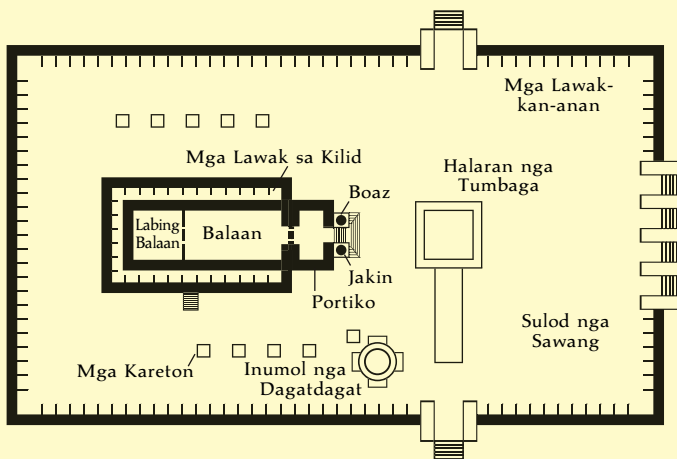 Mga Lawak-
kan-anan
Mga Lawak sa Kilid
Halaran nga
Tumbaga
Boaz
Labing
Balaan
Balaan
Jakin
Portiko
Sulod nga
Sawang
Mga Kareton
Inumol nga
Dagatdagat